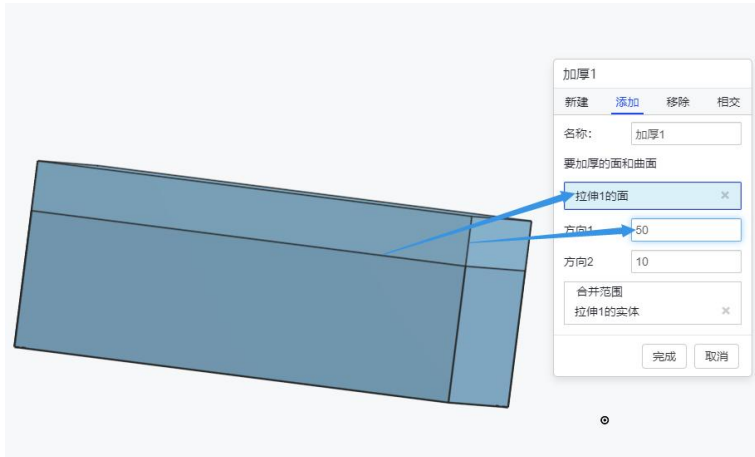 加厚1
新建 添加 移除 相交
名称: 加厚1
要加厚的面和曲面
拉伸1的面 ×
方向1 50
方向2 10
合并范围
拉伸1的实体 ×
完成 取消